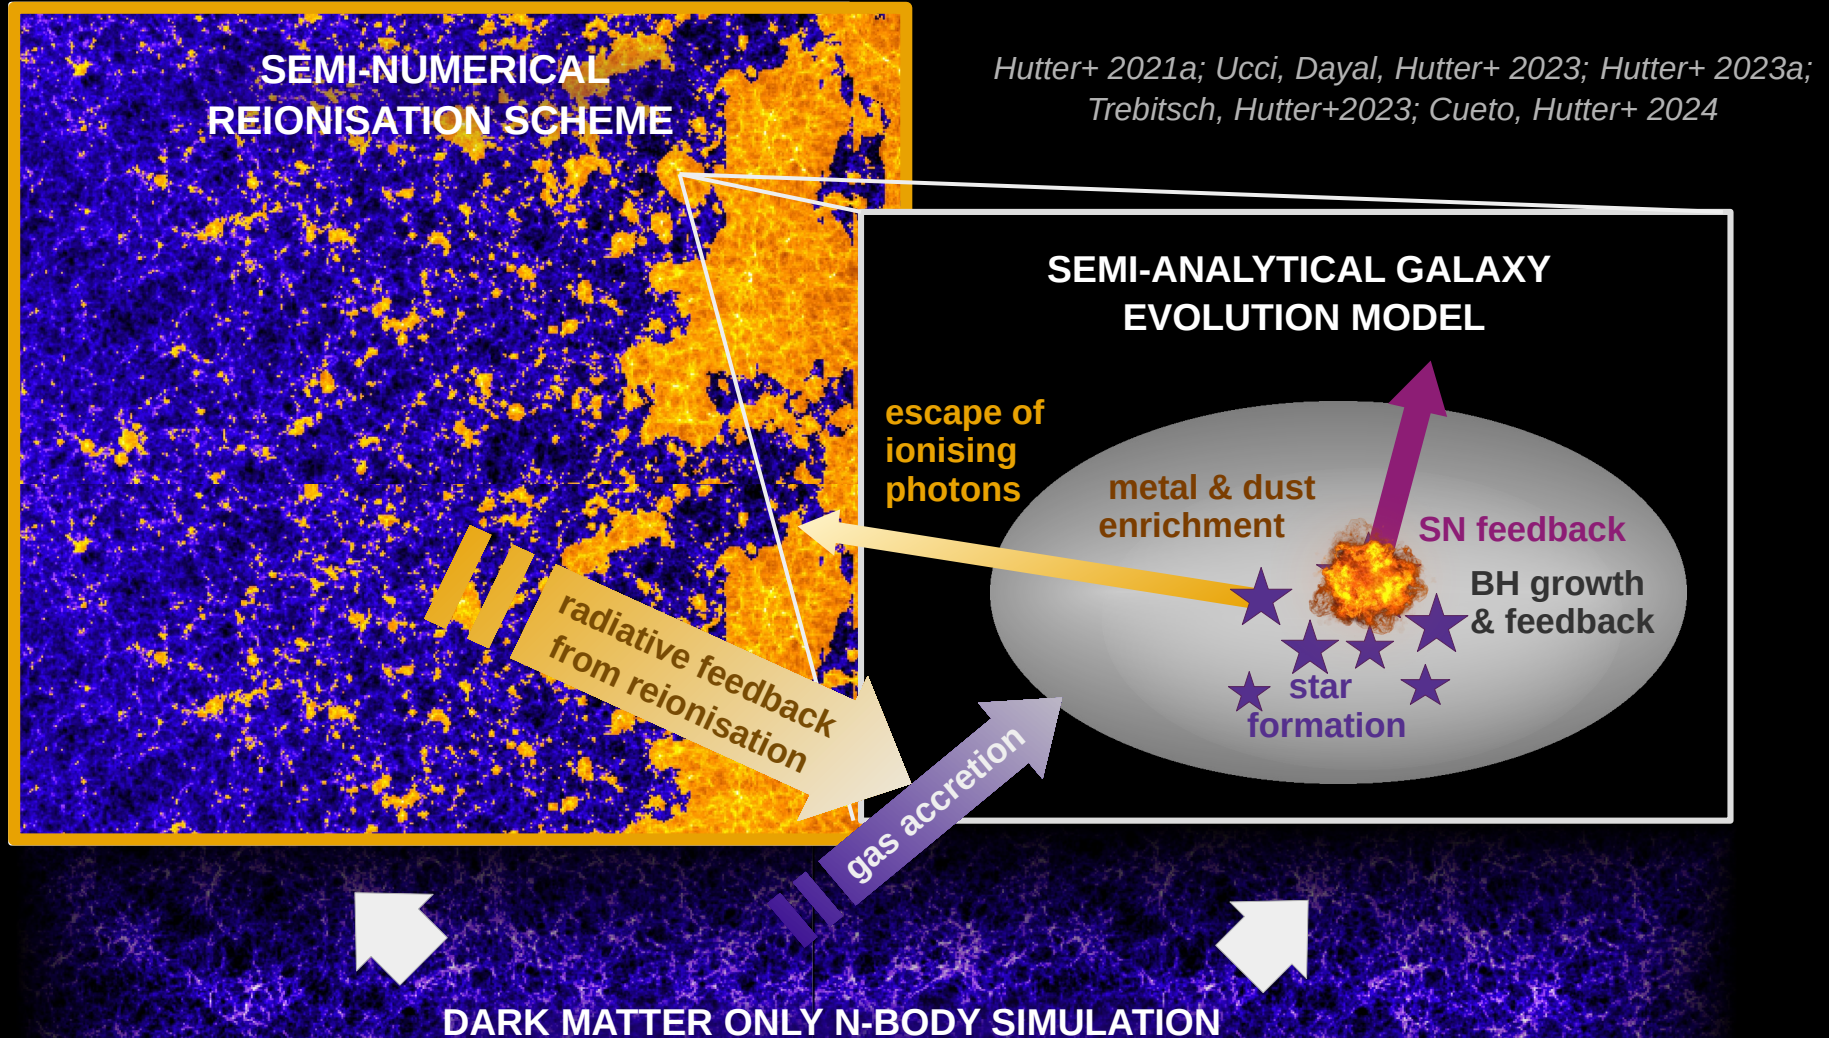 SEMI-NUMERICAL
REIONISATION SCHEME
Hutter+ 2021a; Ucci, Dayal, Hutter+ 2023; Hutter+ 2023a;
Trebitsch, Hutter+2023; Cueto, Hutter+ 2024
SEMI-ANALYTICAL GALAXY
EVOLUTION MODEL
escape of
ionising
photons
metal & dust
enrichment
SN feedback
BH growth
& feedback
star
formation
radiative feedback
from reionisation
gas accretion
DARK MATTER ONLY N-BODY SIMULATION